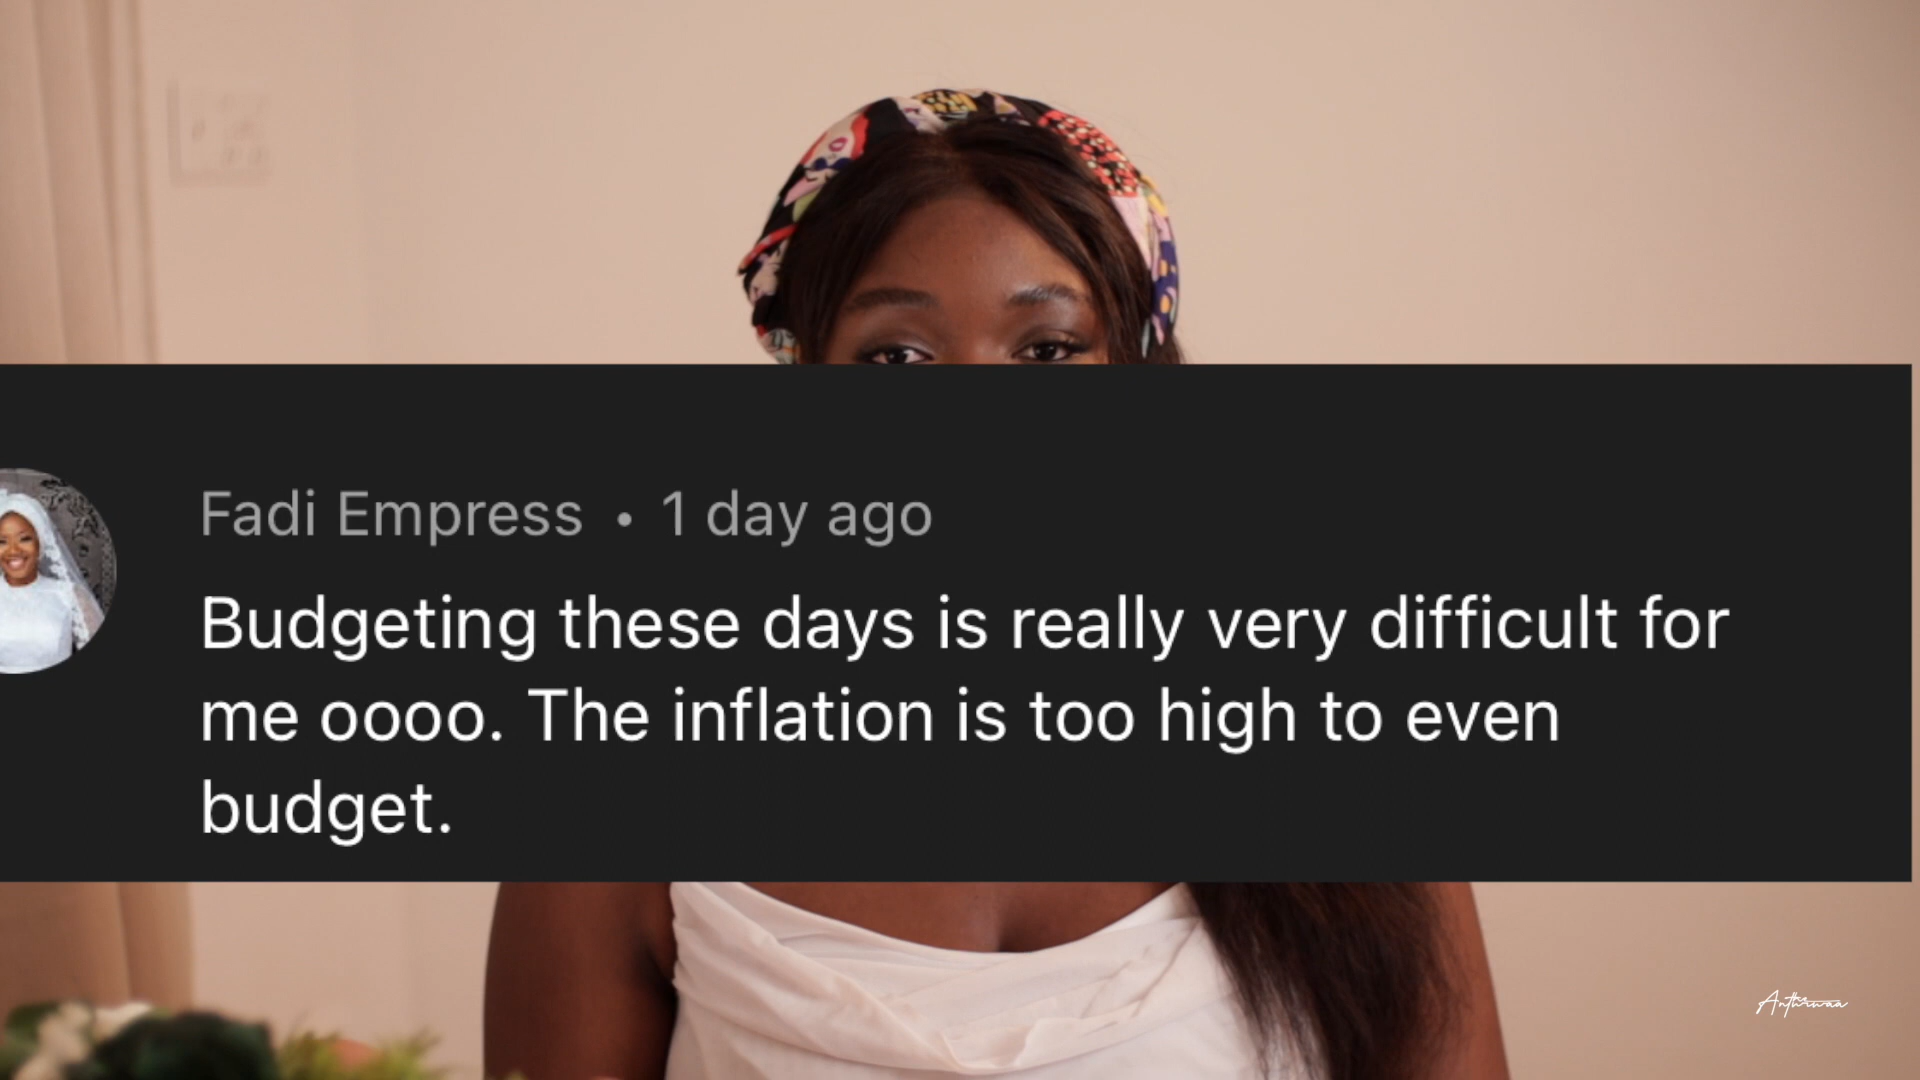 Fadi Empress • 1 day ago
Budgeting these days is really very difficult for
me oooo. The inflation is too high to even
budget.